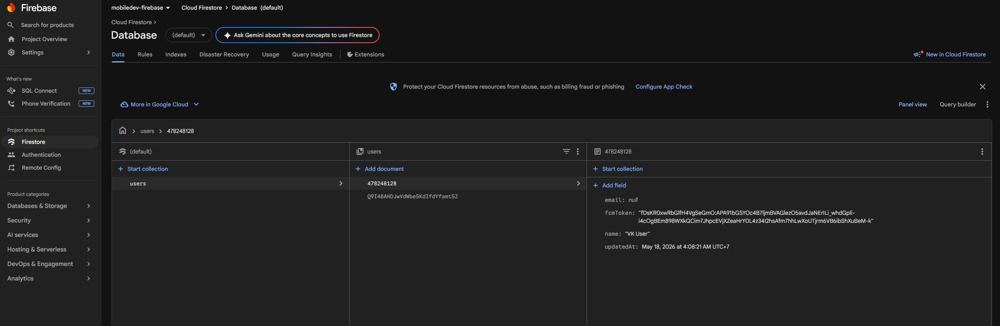 Firebase
Search for products
Project Overview
Settings
What's new
SQL Connect NEW
Phone Verification NEW
Project shortcuts
Firestore
Authentication
Remote Config
Product categories
Databases & Storage
Security
AI services
Hosting & Serverless
DevOps & Engagement
Analytics
mobiledev-firebase Cloud Firestore > Database (default)
Cloud Firestore >
Database (default) Ask Gemini about the core concepts to use Firestore
Data Rules Indexes Disaster Recovery Usage Query Insights Extensions New in Cloud Firestore
Protect your Cloud Firestore resources from abuse, such as billing fraud or phishing Configure App Check
More in Google Cloud Panel view Query builder
> users > 478248128
(default) users 478248128
+ Start collection + Add document + Start collection
users 478248128
Q9I48AHDJwVdWbe5KdIfdYfamt52
+ Add field
email: null
fcmToken: "fDsKR0xwRbGlfH4VgSeGmO:APA91bGSYOc4B7ljmBVAGlezO5avdJaNErILi_whdGpIi-
i4cOgBEm898WXkQCim7JhpcEVjXZeaHrY0L4z34I2hsAfm7hhLwXoUTjrm6VB6ibShXuBeM-k"
name: "VK User"
updatedAt: May 18, 2026 at 4:08:21 AM UTC+7